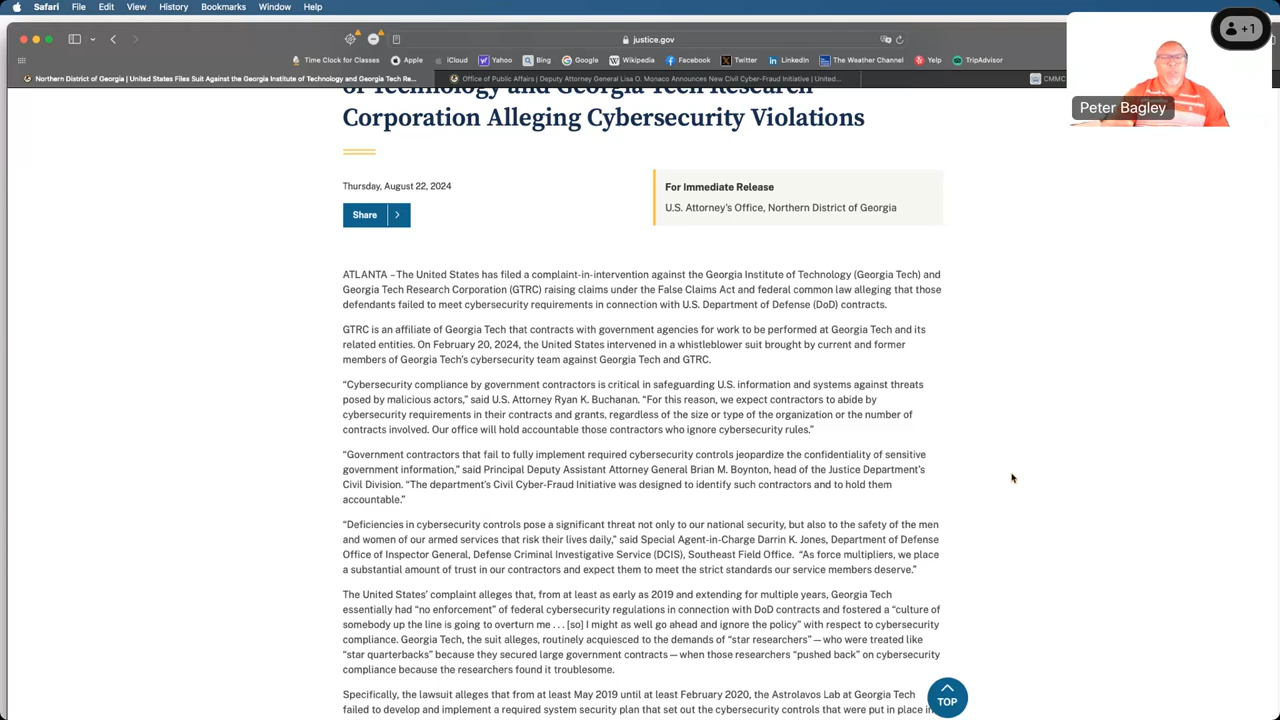 Safari File Edit View History Bookmarks Window Help
+1
justice.gov
Time Clock for Classes Apple iCloud Yahoo Bing Google Wikipedia Facebook Twitter LinkedIn The Weather Channel Yelp TripAdvisor
Northern District of Georgia | United States Files Suit Against the Georgia Institute of Technology and Georgia Tech Re... Office of Public Affairs | Deputy Attorney General Lisa O. Monaco Announces New Civil Cyber-Fraud Initiative | United... CMMC
Peter Bagley
of Technology and Georgia Tech Research
Corporation Alleging Cybersecurity Violations
Thursday, August 22, 2024
Share
For Immediate Release
U.S. Attorney's Office, Northern District of Georgia
ATLANTA – The United States has filed a complaint-in-intervention against the Georgia Institute of Technology (Georgia Tech) and
Georgia Tech Research Corporation (GTRC) raising claims under the False Claims Act and federal common law alleging that those
defendants failed to meet cybersecurity requirements in connection with U.S. Department of Defense (DoD) contracts.
GTRC is an affiliate of Georgia Tech that contracts with government agencies for work to be performed at Georgia Tech and its
related entities. On February 20, 2024, the United States intervened in a whistleblower suit brought by current and former
members of Georgia Tech's cybersecurity team against Georgia Tech and GTRC.
“Cybersecurity compliance by government contractors is critical in safeguarding U.S. information and systems against threats
posed by malicious actors,” said U.S. Attorney Ryan K. Buchanan. “For this reason, we expect contractors to abide by
cybersecurity requirements in their contracts and grants, regardless of the size or type of the organization or the number of
contracts involved. Our office will hold accountable those contractors who ignore cybersecurity rules.”
“Government contractors that fail to fully implement required cybersecurity controls jeopardize the confidentiality of sensitive
government information,” said Principal Deputy Assistant Attorney General Brian M. Boynton, head of the Justice Department's
Civil Division. “The department's Civil Cyber-Fraud Initiative was designed to identify such contractors and to hold them
accountable.”
“Deficiencies in cybersecurity controls pose a significant threat not only to our national security, but also to the safety of the men
and women of our armed services that risk their lives daily,” said Special Agent-in-Charge Darrin K. Jones, Department of Defense
Office of Inspector General, Defense Criminal Investigative Service (DCIS), Southeast Field Office. “As force multipliers, we place
a substantial amount of trust in our contractors and expect them to meet the strict standards our service members deserve.”
The United States' complaint alleges that, from at least as early as 2019 and extending for multiple years, Georgia Tech
essentially had “no enforcement” of federal cybersecurity regulations in connection with DoD contracts and fostered a “culture of
somebody up the line is going to overturn me . . . [so] I might as well go ahead and ignore the policy” with respect to cybersecurity
compliance. Georgia Tech, the suit alleges, routinely acquiesced to the demands of “star researchers”—who were treated like
“star quarterbacks” because they secured large government contracts—when those researchers “pushed back” on cybersecurity
compliance because the researchers found it troublesome.
Specifically, the lawsuit alleges that from at least May 2019 until at least February 2020, the Astrolavos Lab at Georgia Tech
failed to develop and implement a required system security plan that set out the cybersecurity controls that were put in place in
TOP